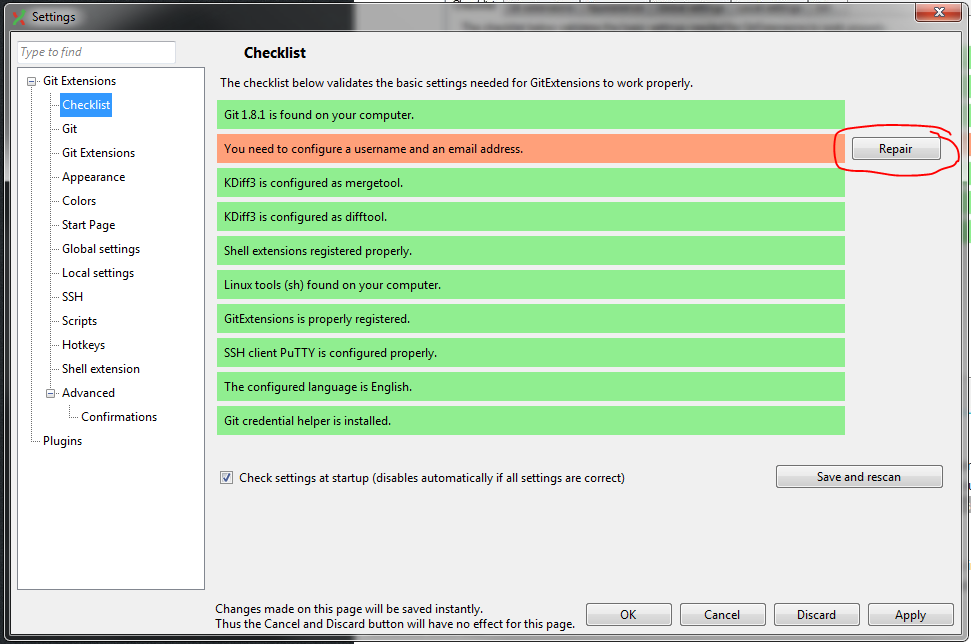 Settings
Type to find
Git Extensions
Checklist
Git
Git Extensions
Appearance
Colors
Start Page
Global settings
Local settings
SSH
Scripts
Hotkeys
Shell extension
Advanced
Confirmations
Plugins
Checklist
The checklist below validates the basic settings needed for GitExtensions to work properly.
Git 1.8.1 is found on your computer.
You need to configure a username and an email address.
Repair
KDiff3 is configured as mergetool.
KDiff3 is configured as difftool.
Shell extensions registered properly.
Linux tools (sh) found on your computer.
GitExtensions is properly registered.
SSH client PuTTY is configured properly.
The configured language is English.
Git credential helper is installed.
Check settings at startup (disables automatically if all settings are correct)
Save and rescan
Changes made on this page will be saved instantly.
Thus the Cancel and Discard button will have no effect for this page.
OK
Cancel
Discard
Apply